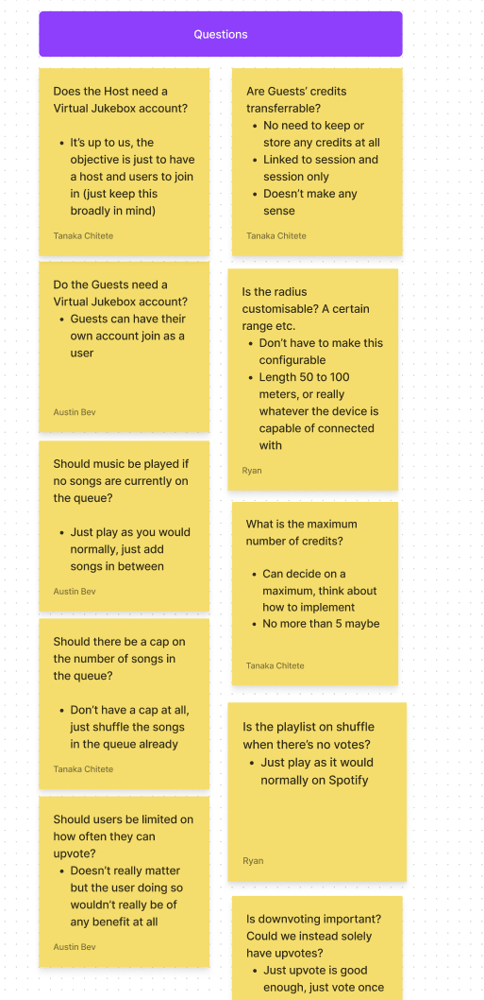 Questions
Does the Host need a
Virtual Jukebox account?
• It's up to us, the
objective is just to have
a host and users to join
in (just keep this
broadly in mind)
Tanaka Chitete
Do the Guests need a
Virtual Jukebox account?
• Guests can have their
own account join as a
user
Austin Bev
Should music be played if
no songs are currently on
the queue?
• Just play as you would
normally, just add
songs in between
Austin Bev
Should there be a cap on
the number of songs in
the queue?
• Don't have a cap at all,
just shuffle the songs
in the queue already
Tanaka Chitete
Should users be limited on
how often they can
upvote?
• Doesn't really matter
but the user doing so
wouldn't really be of
any benefit at all
Austin Bev
Are Guests' credits
transferrable?
• No need to keep or
store any credits at all
• Linked to session and
session only
• Doesn't make any
sense
Tanaka Chitete
Is the radius
customisable? A certain
range etc.
• Don't have to make this
configurable
• Length 50 to 100
meters, or really
whatever the device is
capable of connected
with
Ryan
What is the maximum
number of credits?
• Can decide on a
maximum, think about
how to implement
• No more than 5 maybe
Tanaka Chitete
Is the playlist on shuffle
when there's no votes?
• Just play as it would
normally on Spotify
Ryan
Is downvoting important?
Could we instead solely
have upvotes?
• Just upvote is good
enough, just vote once